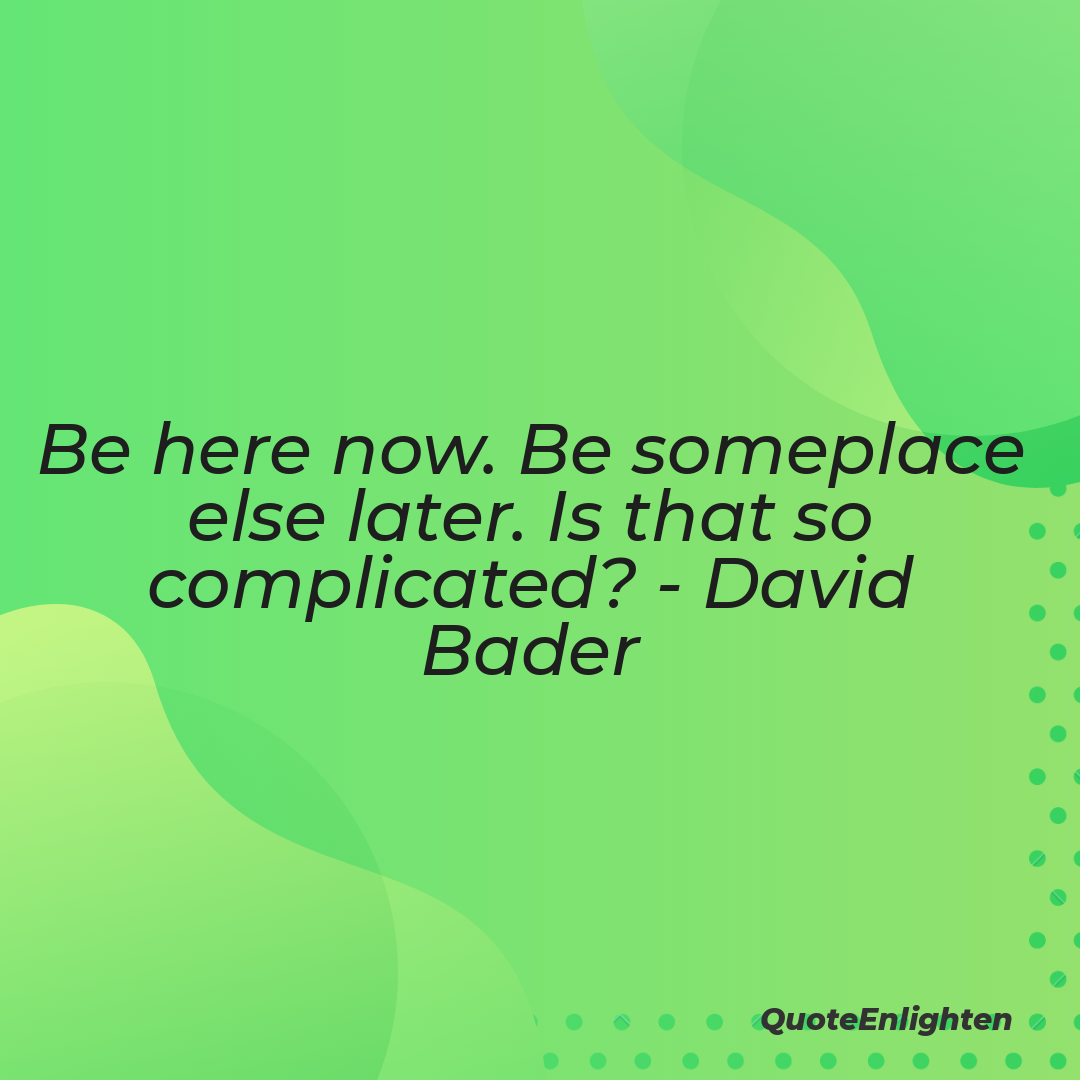 Be here now. Be someplace
else later. Is that so
complicated? - David
Bader
QuoteEnlighten